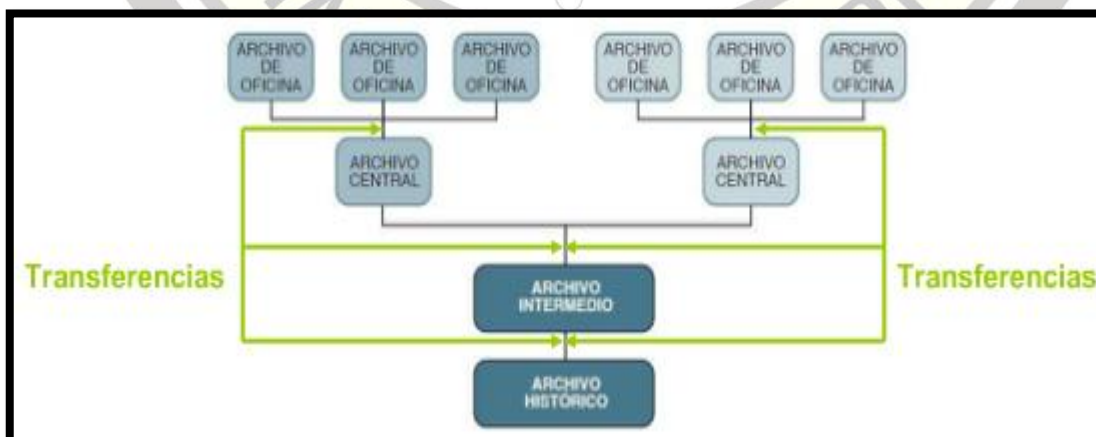 ARCHIVO
DE
OFICINA
ARCHIVO
DE
OFICINA
ARCHIVO
DE
OFICINA
ARCHIVO
DE
OFICINA
ARCHIVO
DE
OFICINA
ARCHIVO
DE
OFICINA
ARCHIVO
CENTRAL
ARCHIVO
CENTRAL
Transferencias
ARCHIVO
INTERMEDIO
Transferencias
ARCHIVO
HISTÓRICO